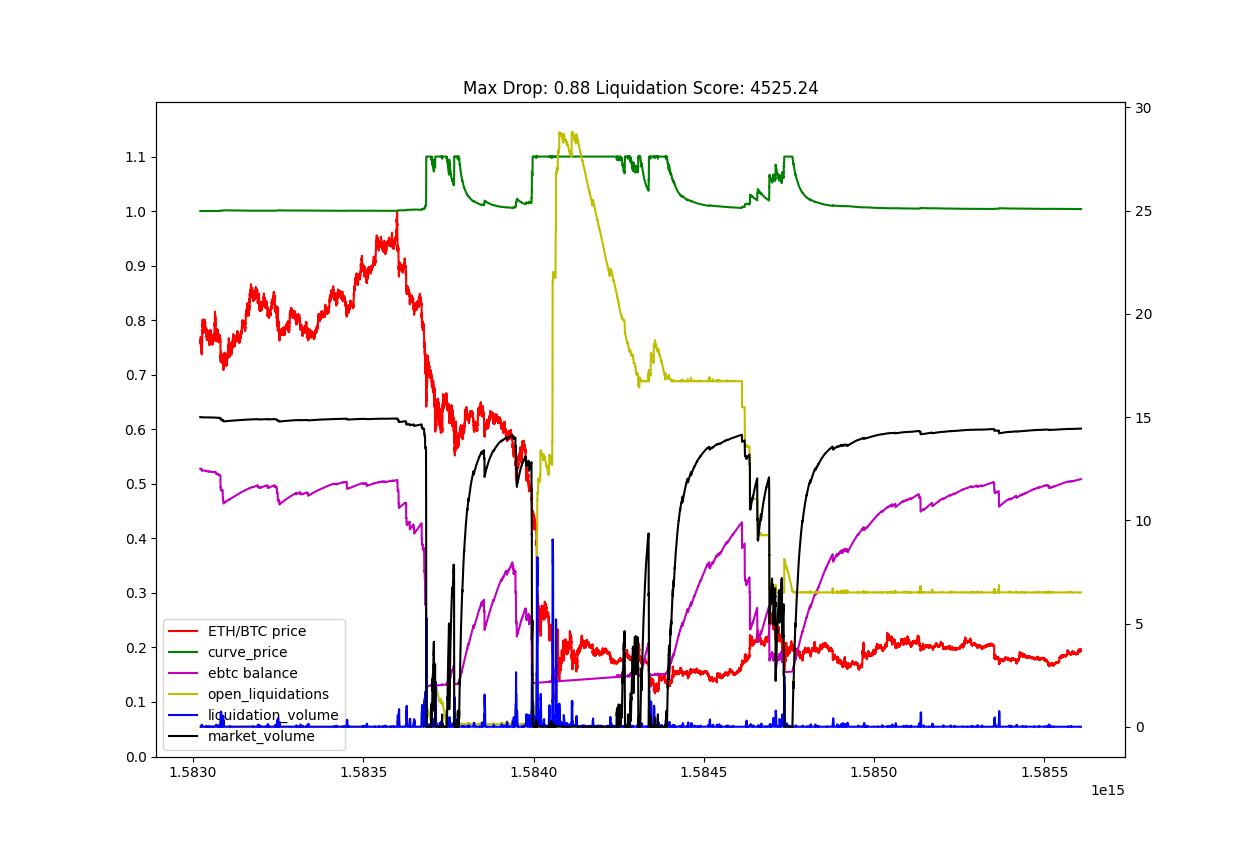 Max Drop: 0.88 Liquidation Score: 4525.24
30
1.1
1.0
25
0.9
0.8
20
0.7
0.6
15
0.5
0.4
10
0.3
0.2
5
0.1
0
0.0
ETH/BTC price
curve_price
ebtc balance
open_liquidations
liquidation_volume
market_volume
1.5830 1.5835 1.5840 1.5845 1.5850 1.5855
1e15